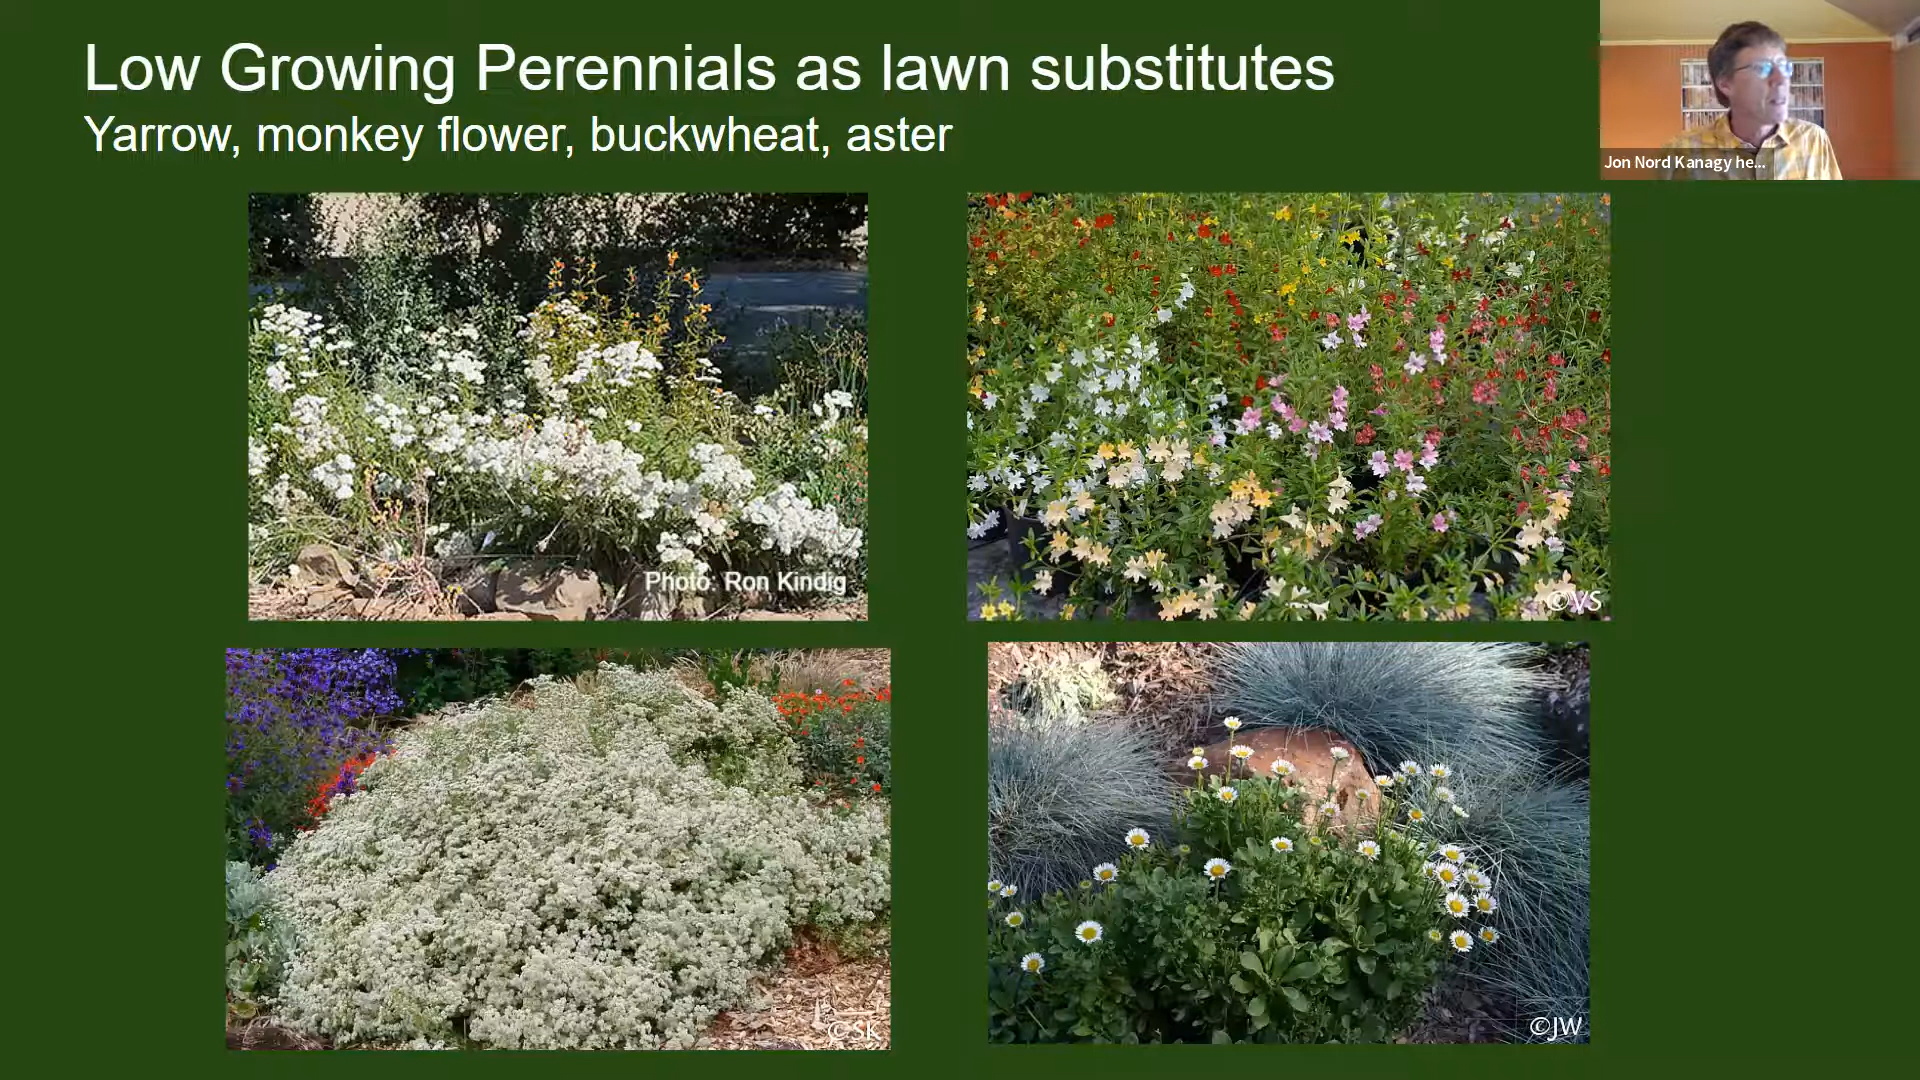 Low Growing Perennials as lawn substitutes
Yarrow, monkey flower, buckwheat, aster
Jon Nord Kanagy he...
Photo: Ron Kindig
©VS
©SK
©JW